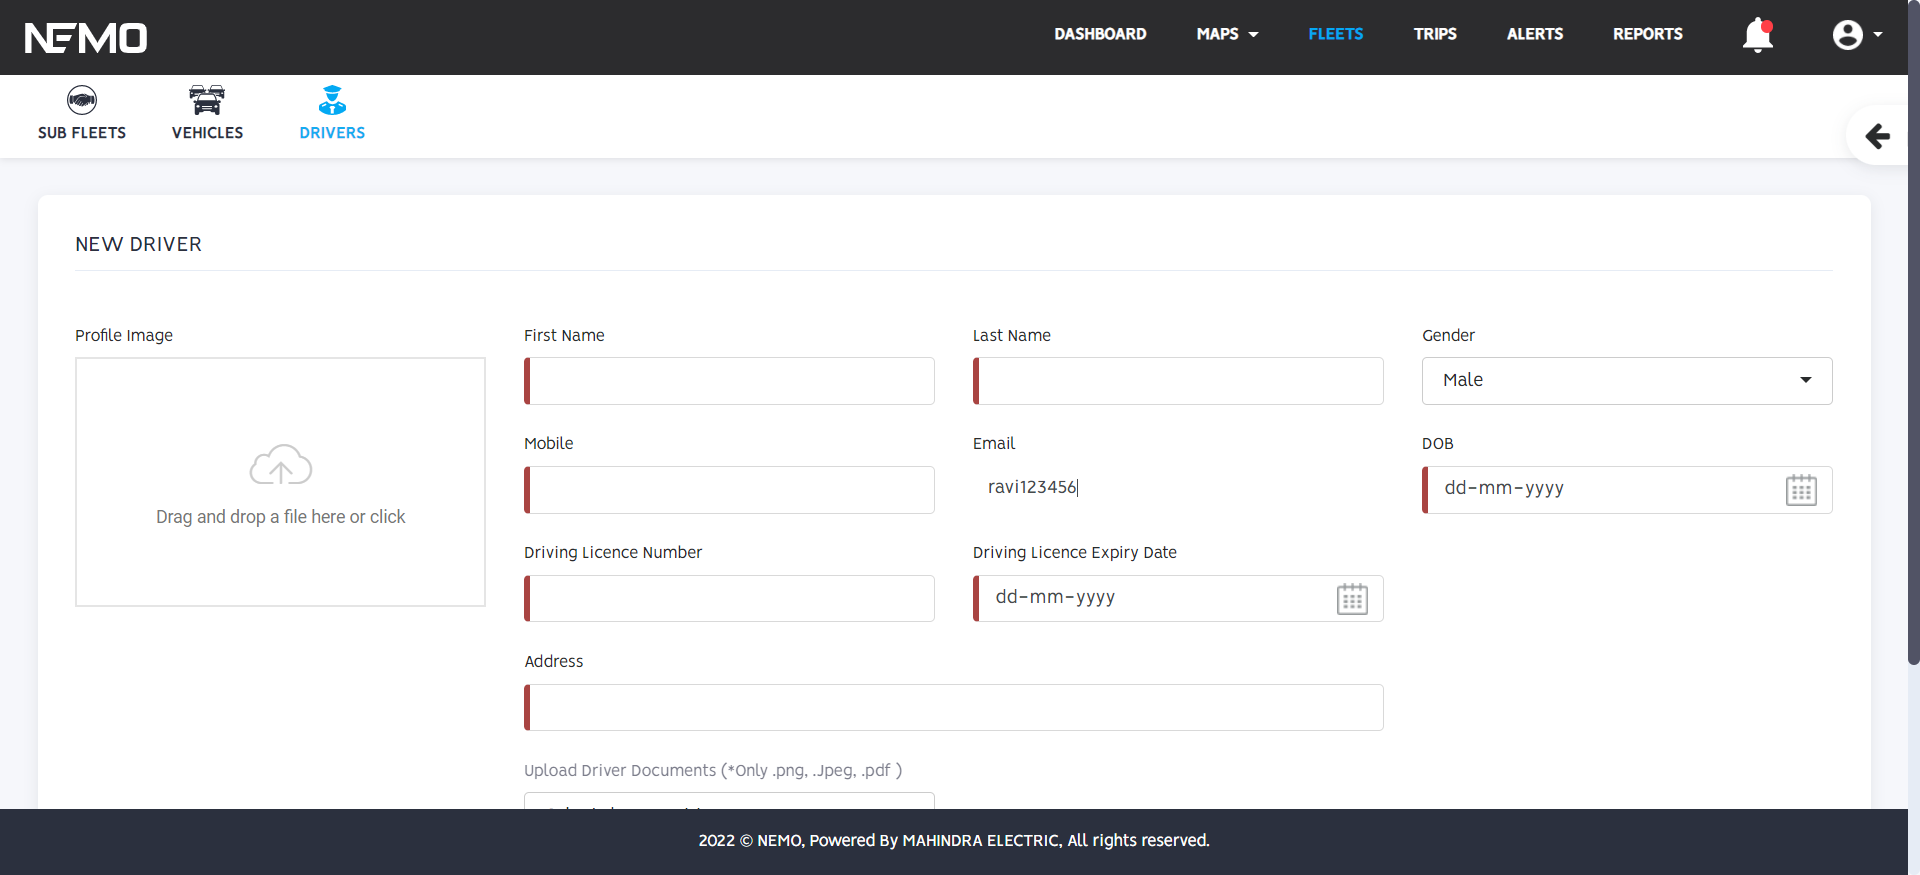 NEMO
DASHBOARD
MAPS
FLEETS
TRIPS
ALERTS
REPORTS
SUB FLEETS
VEHICLES
DRIVERS
NEW DRIVER
Profile Image
First Name
Last Name
Gender
Male
Drag and drop a file here or click
Mobile
Email
DOB
ravi123456
dd-mm-yyyy
Driving Licence Number
Driving Licence Expiry Date
dd-mm-yyyy
Address
Upload Driver Documents (*Only .png, .Jpeg, .pdf )
2022 © NEMO, Powered By MAHINDRA ELECTRIC, All rights reserved.